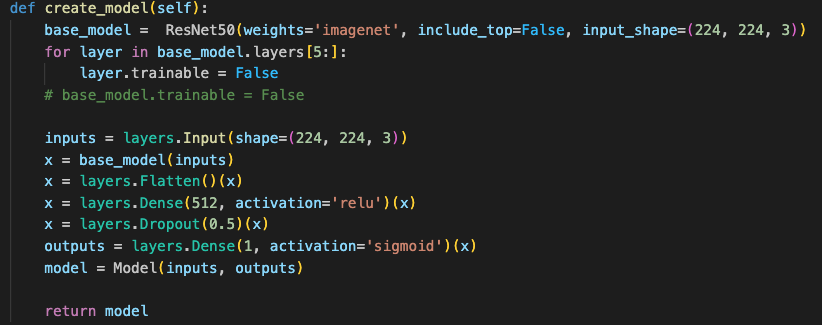 def create_model(self):
    base_model =  ResNet50(weights='imagenet', include_top=False, input_shape=(224, 224, 3))
    for layer in base_model.layers[5:]:
        layer.trainable = False
    # base_model.trainable = False

    inputs = layers.Input(shape=(224, 224, 3))
    x = base_model(inputs)
    x = layers.Flatten()(x)
    x = layers.Dense(512, activation='relu')(x)
    x = layers.Dropout(0.5)(x)
    outputs = layers.Dense(1, activation='sigmoid')(x)
    model = Model(inputs, outputs)

    return model